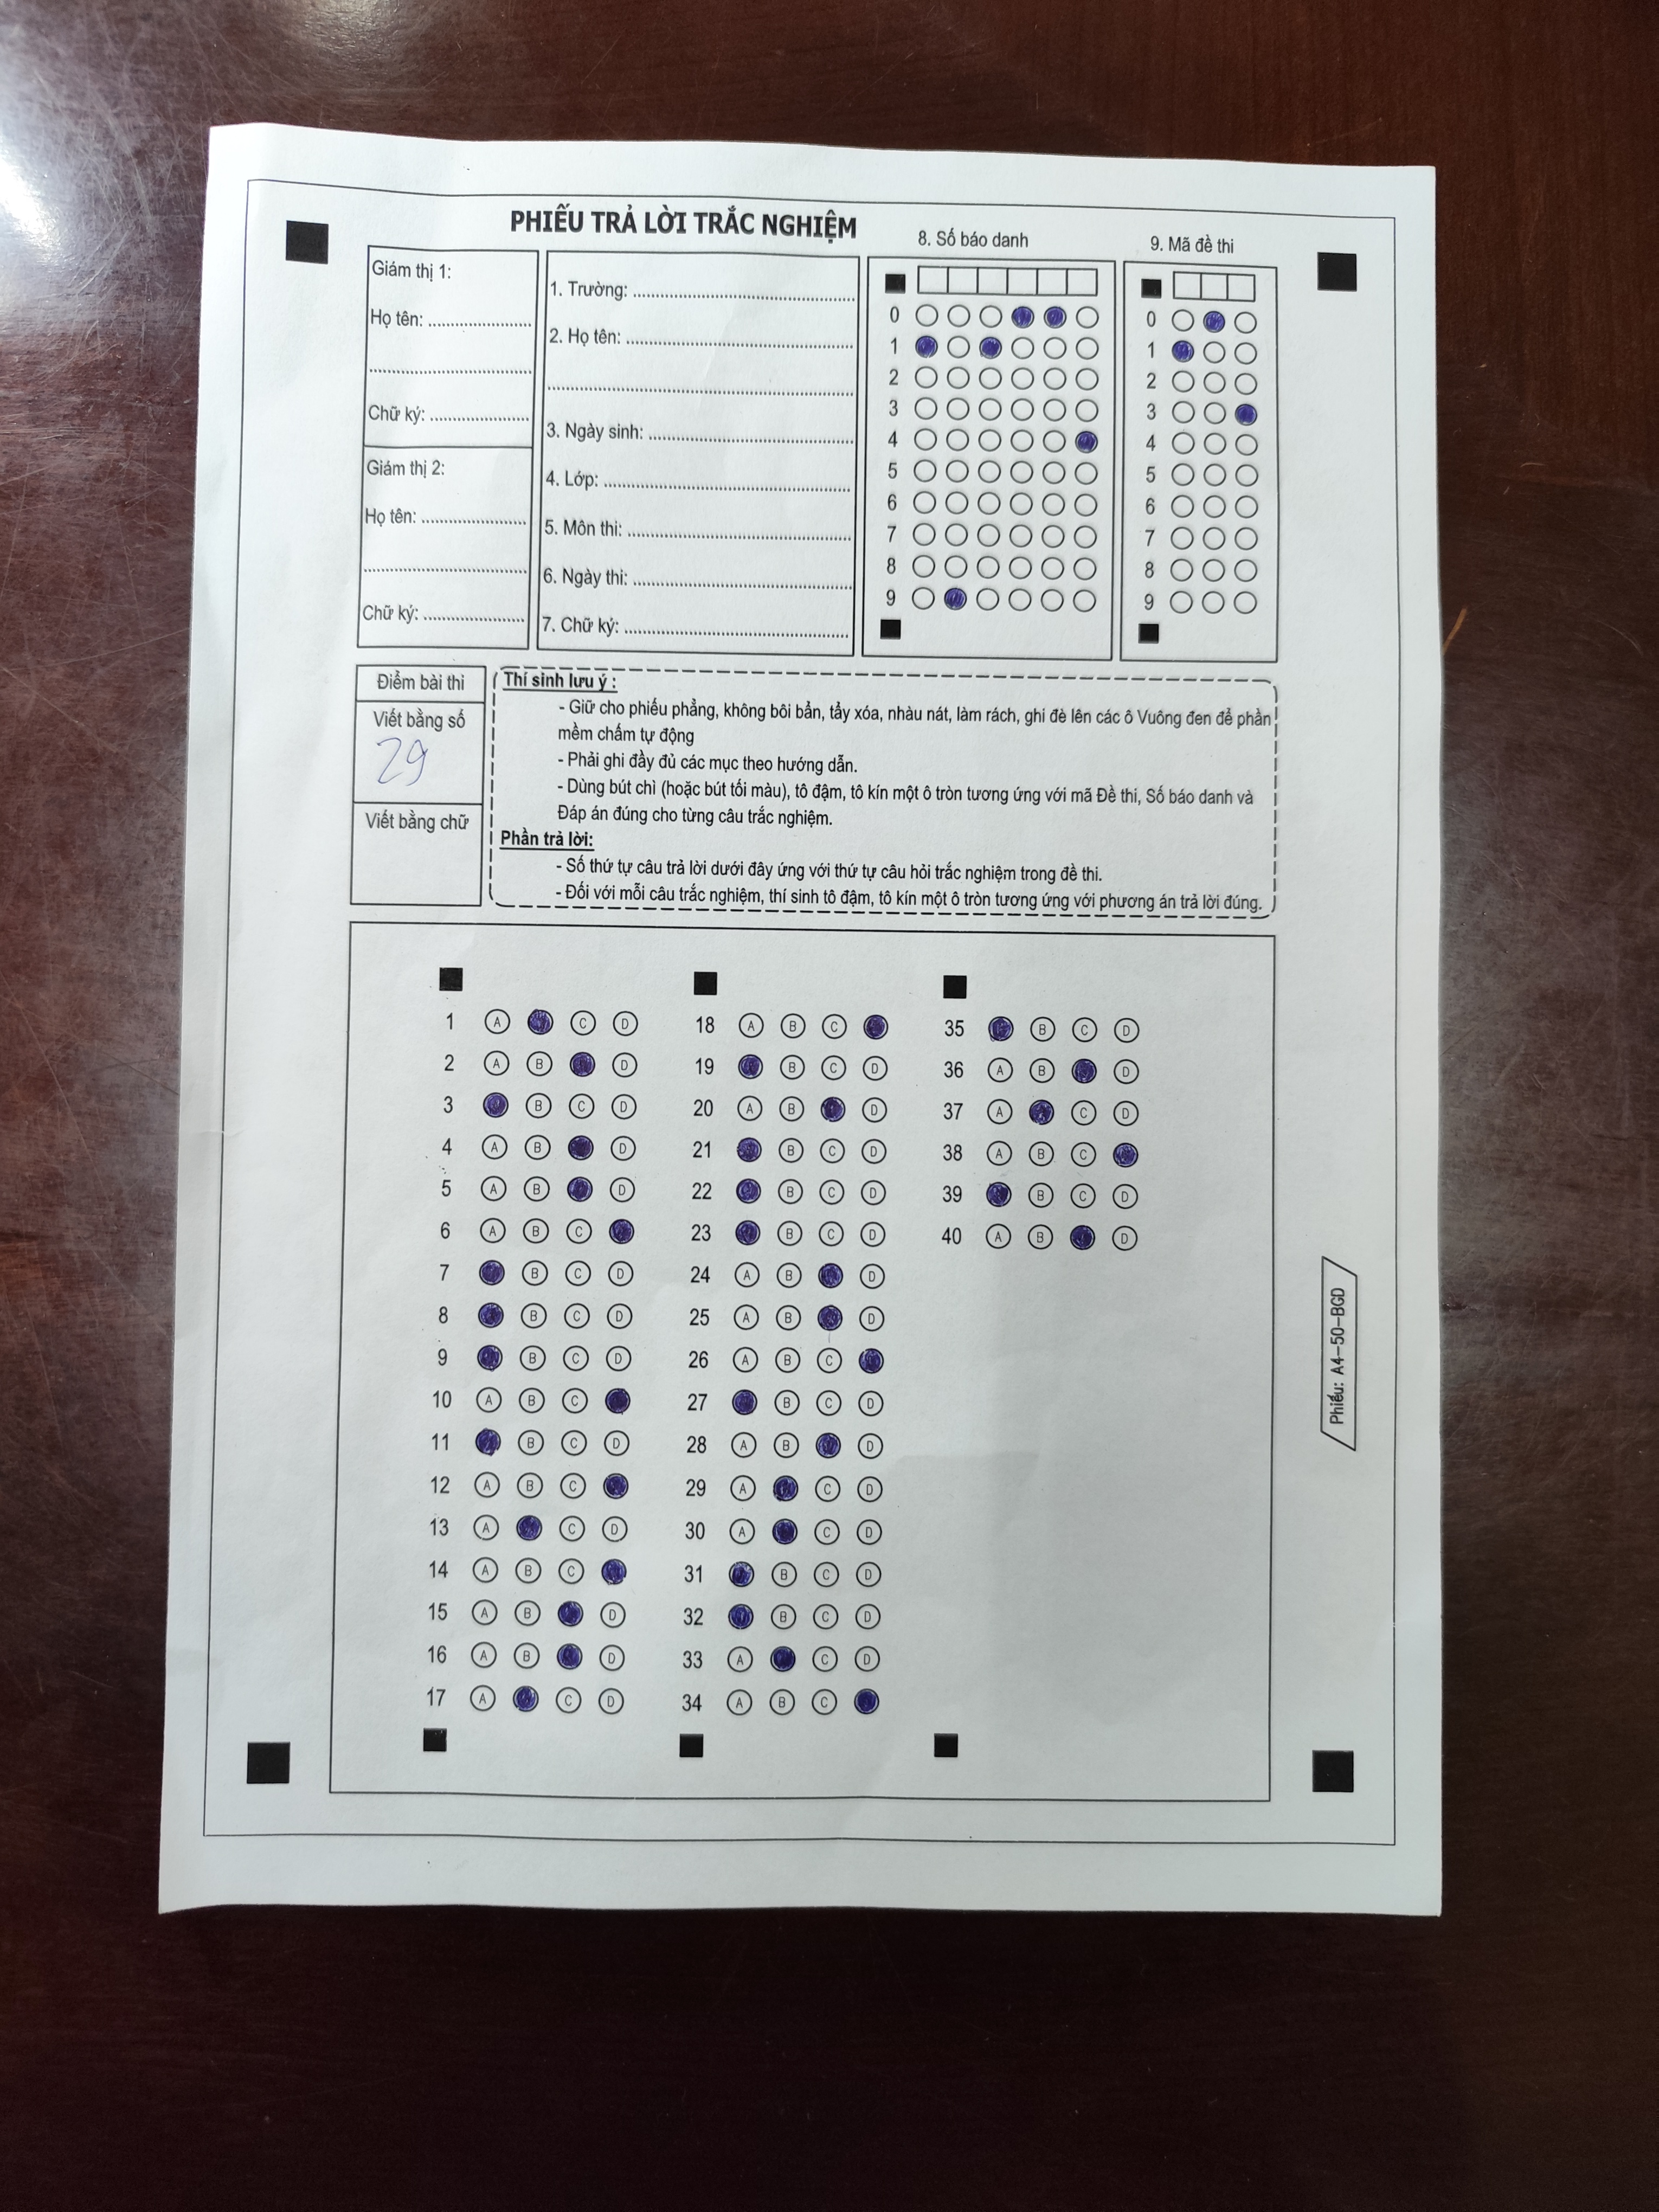 PHIẾU TRẢ LỜI TRẮC NGHIỆM
Giám thị 1:
Họ tên: ........................
........................
Chữ ký: ........................
Giám thị 2:
Họ tên: ........................
........................
Chữ ký: ........................
1. Trường: ........................
2. Họ tên: ........................
........................
3. Ngày sinh: ........................
4. Lớp: ........................
5. Môn thi: ........................
6. Ngày thi: ........................
7. Chữ ký: ........................
8. Số báo danh
0
1
2
3
4
5
6
7
8
9
9. Mã đề thi
0
1
2
3
4
5
6
7
8
9
Điểm bài thi
Viết bằng số
29
Viết bằng chữ
Thí sinh lưu ý :
- Giữ cho phiếu phẳng, không bôi bẩn, tẩy xóa, nhàu nát, làm rách, ghi đè lên các ô Vuông đen để phần
mềm chấm tự động
- Phải ghi đầy đủ các mục theo hướng dẫn.
- Dùng bút chì (hoặc bút tối màu), tô đậm, tô kín một ô tròn tương ứng với mã Đề thi, Số báo danh và
Đáp án đúng cho từng câu trắc nghiệm.
Phần trả lời:
- Số thứ tự câu trả lời dưới đây ứng với thứ tự câu hỏi trắc nghiệm trong đề thi.
- Đối với mỗi câu trắc nghiệm, thí sinh tô đậm, tô kín một ô tròn tương ứng với phương án trả lời đúng.
1 A C D
2 A B D
3 B C D
4 A B D
5 A B D
6 A B C
7 B C D
8 B C D
9 B C D
10 A B C
11 B C D
12 A B C
13 A C D
14 A B C
15 A B D
16 A B D
17 A C D
18 A B C
19 B C D
20 A B D
21 B C D
22 B C D
23 B C D
24 A B D
25 A B D
26 A B C
27 B C D
28 A B D
29 A C D
30 A C D
31 B C D
32 B C D
33 A C D
34 A B C
35 B C D
36 A B D
37 A C D
38 A B C
39 B C D
40 A B D
Phiếu: A4-50-BGD